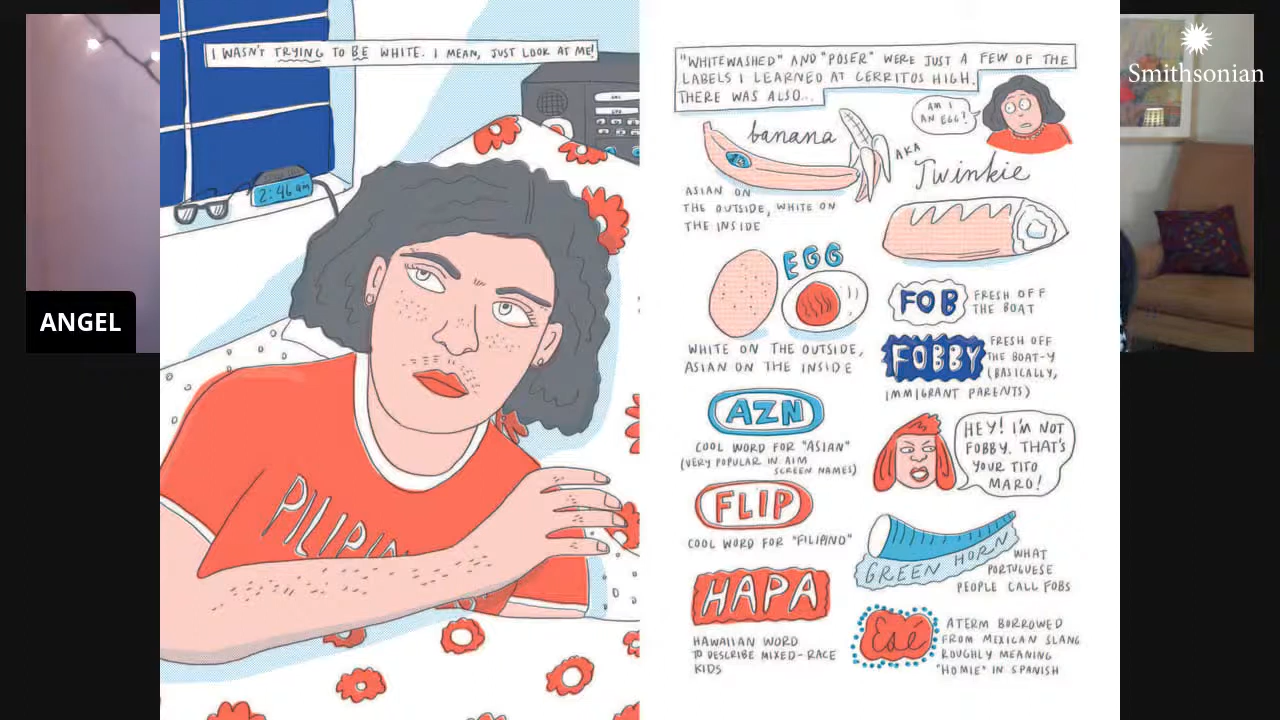 I WASN'T TRYING TO BE WHITE. I MEAN, JUST LOOK AT ME!
2:46 am
PILIPIN
"WHITEWASHED" AND "POSER" WERE JUST A FEW OF THE
LABELS I LEARNED AT CERRITOS HIGH.
THERE WAS ALSO...
AM I
AN EGG?
banana
AKA
Twinkie
ASIAN ON
THE OUTSIDE, WHITE ON
THE INSIDE
EGG
WHITE ON THE OUTSIDE,
ASIAN ON THE INSIDE
FOB
FRESH OFF
THE BOAT
FOBBY
FRESH OFF
THE BOAT-Y
(BASICALLY,
IMMIGRANT PARENTS)
AZN
COOL WORD FOR "ASIAN"
(VERY POPULAR IN AIM
SCREEN NAMES)
HEY! I'M NOT
FOBBY. THAT'S
YOUR TITO
MARO!
FLIP
COOL WORD FOR "FILIPINO"
GREEN HORN
WHAT
PORTUGUESE
PEOPLE CALL FOBS
HAPA
HAWAIIAN WORD
TO DESCRIBE MIXED-RACE
KIDS
Esé
A TERM BORROWED
FROM MEXICAN SLANG
ROUGHLY MEANING
"HOMIE" IN SPANISH
ANGEL
Smithsonian